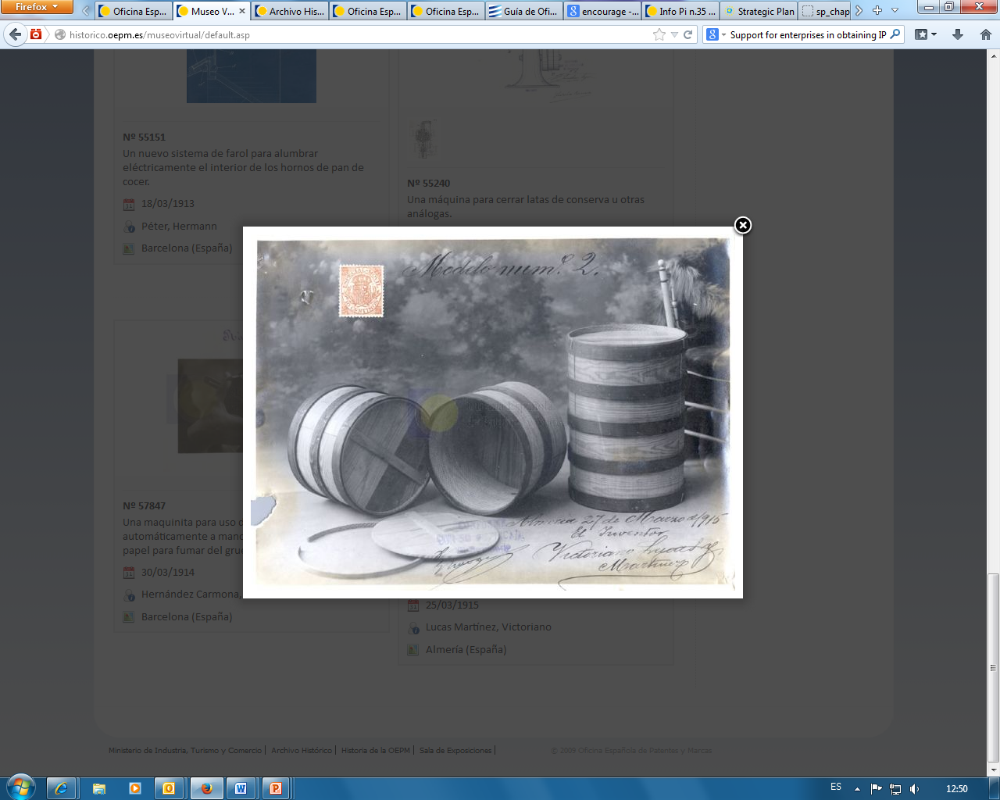 Firefox
Oficina Esp...
Museo V...
Archivo His...
Oficina Esp...
Oficina Esp...
Guía de Ofi...
encourage -...
Info Pi n.35 ...
Strategic Plan
sp_chap
historico.oepm.es/museovirtual/default.asp
Support for enterprises in obtaining IP
Nº 55151
Un nuevo sistema de farol para alumbrar
eléctricamente el interior de los hornos de pan de
cocer.
18/03/1913
Péter, Hermann
Barcelona (España)
Nº 55240
Una máquina para cerrar latas de conserva u otras
análogas.
Modelo num.º 2.
Almeria 27 de Marzo de 1915
El Inventor
Victoriano Lucas
Martínez
Nº 57847
Una maquinita para uso
automáticamente a mano
papel para fumar del
30/03/1914
Hernández Carmona,
Barcelona (España)
25/03/1915
Lucas Martínez, Victoriano
Almería (España)
Ministerio de Industria, Turismo y Comercio | Archivo Histórico | Historia de la OEPM | Sala de Exposiciones |
© 2009 Oficina Española de Patentes y Marcas
ES
12:50